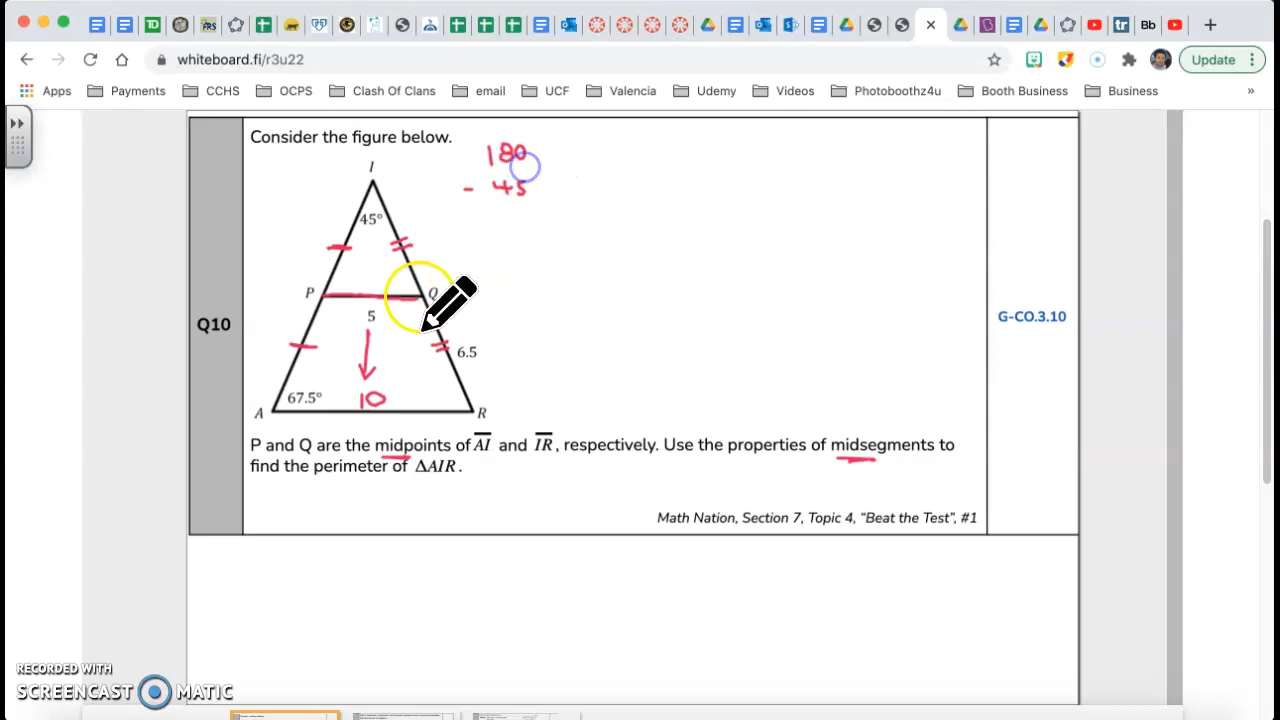 whiteboard.fi/r3u22
Update
Apps
Payments
CCHS
OCPS
Clash Of Clans
email
UCF
Valencia
Udemy
Videos
Photoboothz4u
Booth Business
Business
»
Consider the figure below.
180
- 45
I
45°
P
Q
5
6.5
Q10
G-CO.3.10
67.5°
10
A
R
P and Q are the midpoints of AI and IR, respectively. Use the properties of midsegments to
find the perimeter of ΔAIR.
Math Nation, Section 7, Topic 4, “Beat the Test”, #1
RECORDED WITH
SCREENCAST MATIC